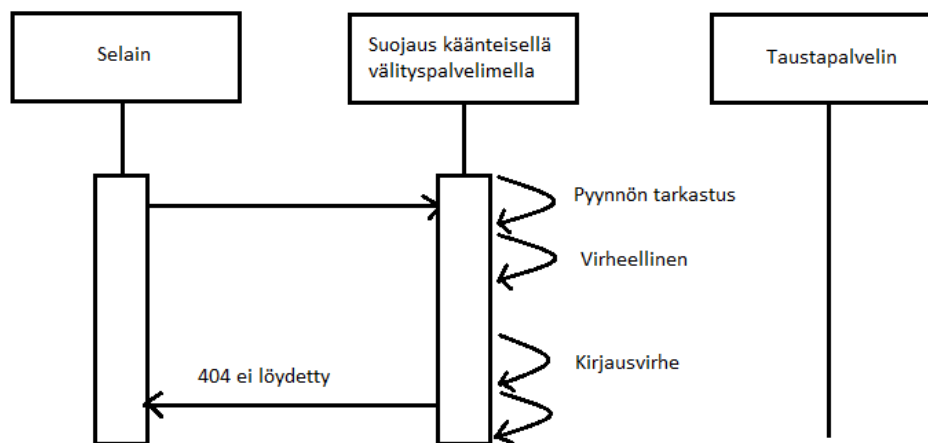 Selain
Suojaus käänteisellä
välityspalvelimella
Taustapalvelin
Pyynnön tarkastus
Virheellinen
Kirjausvirhe
404 ei löydetty